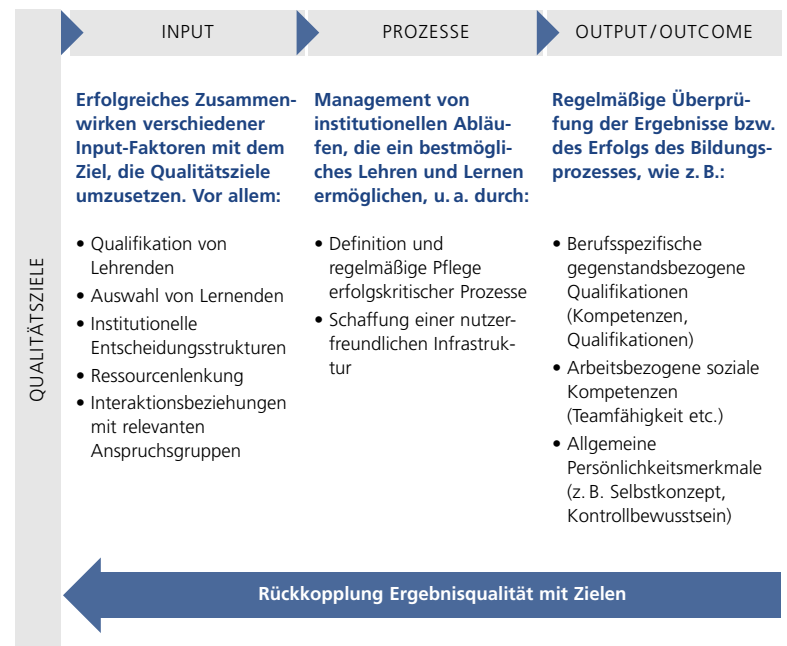 QUALITÄTSZIELE
INPUT
PROZESSE
OUTPUT/OUTCOME
Erfolgreiches Zusammen-
wirken verschiedener
Input-Faktoren mit dem
Ziel, die Qualitätsziele
umzusetzen. Vor allem:
• Qualifikation von
Lehrenden
• Auswahl von Lernenden
• Institutionelle
Entscheidungsstrukturen
• Ressourcenlenkung
• Interaktionsbeziehungen
mit relevanten
Anspruchsgruppen
Management von
institutionellen Abläu-
fen, die ein bestmögli-
ches Lehren und Lernen
ermöglichen, u. a. durch:
• Definition und
regelmäßige Pflege
erfolgskritischer Prozesse
• Schaffung einer nutzer-
freundlichen Infrastruk-
tur
Regelmäßige Überprü-
fung der Ergebnisse bzw.
des Erfolgs des Bildungs-
prozesses, wie z. B.:
• Berufsspezifische
gegenstandsbezogene
Qualifikationen
(Kompetenzen,
Qualifikationen)
• Arbeitsbezogene soziale
Kompetenzen
(Teamfähigkeit etc.)
• Allgemeine
Persönlichkeitsmerkmale
(z. B. Selbstkonzept,
Kontrollbewusstsein)
Rückkopplung Ergebnisqualität mit Zielen